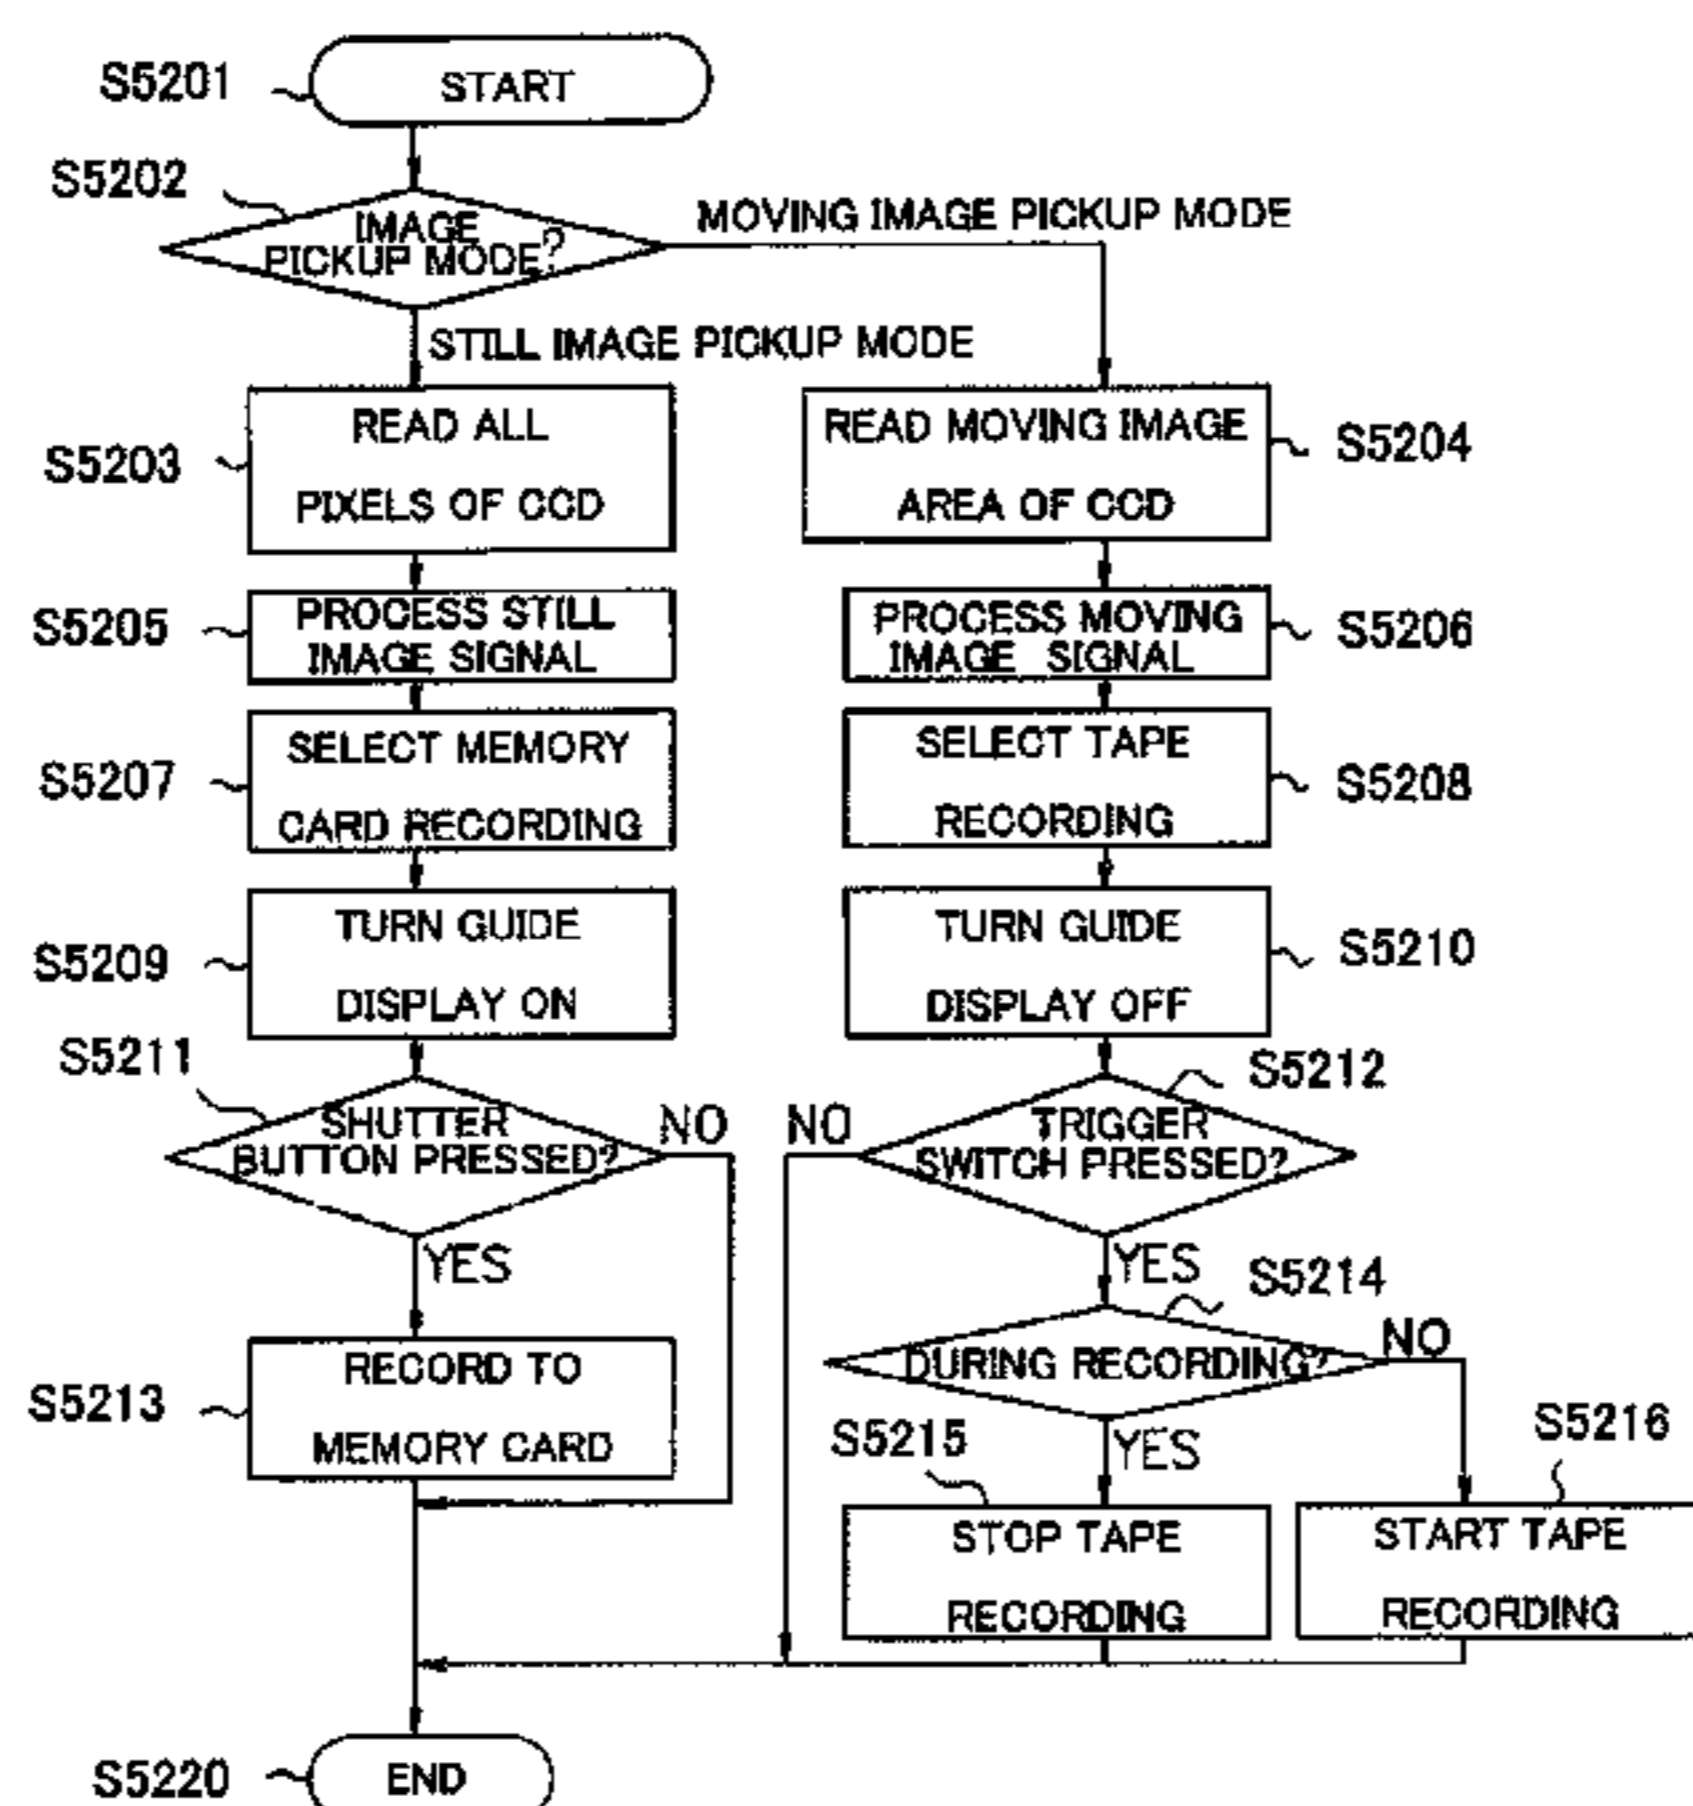 S5201
START
S5202
IMAGE
PICKUP MODE?
MOVING IMAGE PICKUP MODE
STILL IMAGE PICKUP MODE
S5203
READ ALL
PIXELS OF CCD
READ MOVING IMAGE
AREA OF CCD
S5204
S5205
PROCESS STILL
IMAGE SIGNAL
PROCESS MOVING
IMAGE SIGNAL
S5206
S5207
SELECT MEMORY
CARD RECORDING
SELECT TAPE
RECORDING
S5208
S5209
TURN GUIDE
DISPLAY ON
TURN GUIDE
DISPLAY OFF
S5210
S5211
SHUTTER
BUTTON PRESSED?
NO
YES
S5212
NO
TRIGGER
SWITCH PRESSED?
YES
S5213
RECORD TO
MEMORY CARD
S5214
DURING RECORDING?
NO
YES
S5215
STOP TAPE
RECORDING
S5216
START TAPE
RECORDING
S5220
END